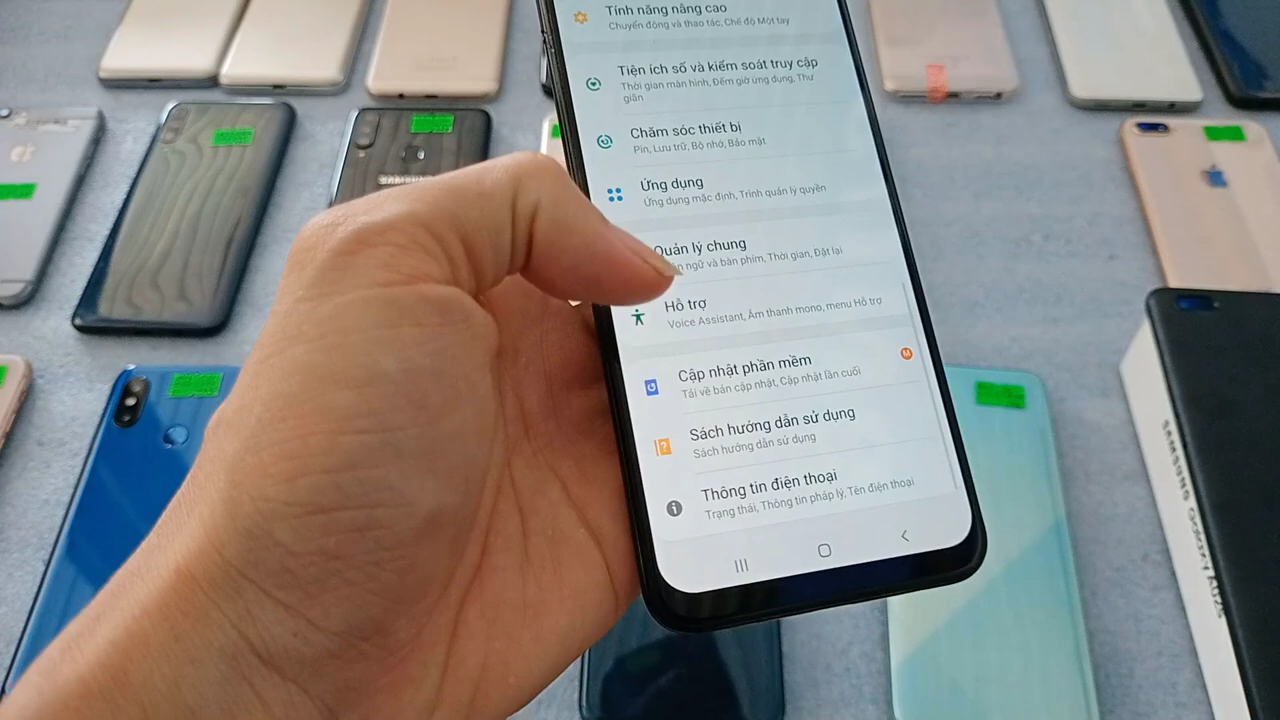 Tính năng nâng cao
Chuyển động và thao tác, Chế độ Một tay
Tiện ích số và kiểm soát truy cập
Thời gian màn hình, Đếm giờ ứng dụng, Thư
giãn
Chăm sóc thiết bị
Pin, Lưu trữ, Bộ nhớ, Bảo mật
Ứng dụng
Ứng dụng mặc định, Trình quản lý quyền
Quản lý chung
ngữ và bàn phím, Thời gian, Đặt lại
Hỗ trợ
Voice Assistant, Âm thanh mono, menu Hỗ trợ
Cập nhật phần mềm
Tải về bản cập nhật, Cập nhật lần cuối
Sách hướng dẫn sử dụng
Sách hướng dẫn sử dụng
Thông tin điện thoại
Trạng thái, Thông tin pháp lý, Tên điện thoại
SAMSUNG
SAMSUNG Galaxy A02s